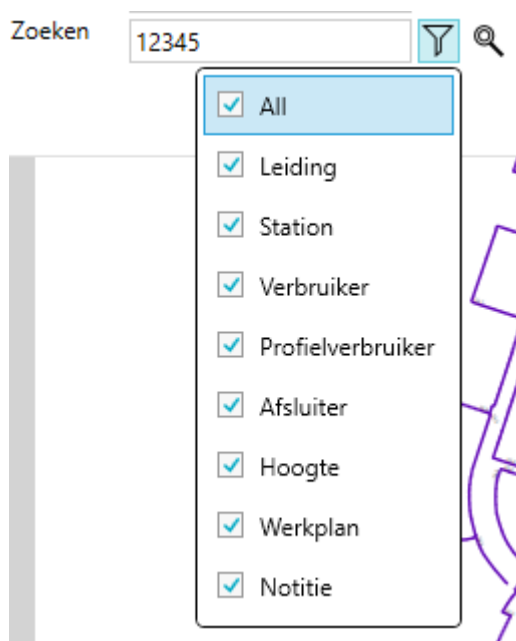 Zoeken
12345
All
Leiding
Station
Verbruiker
Profielverbruiker
Afsluiter
Hoogte
Werkplan
Notitie